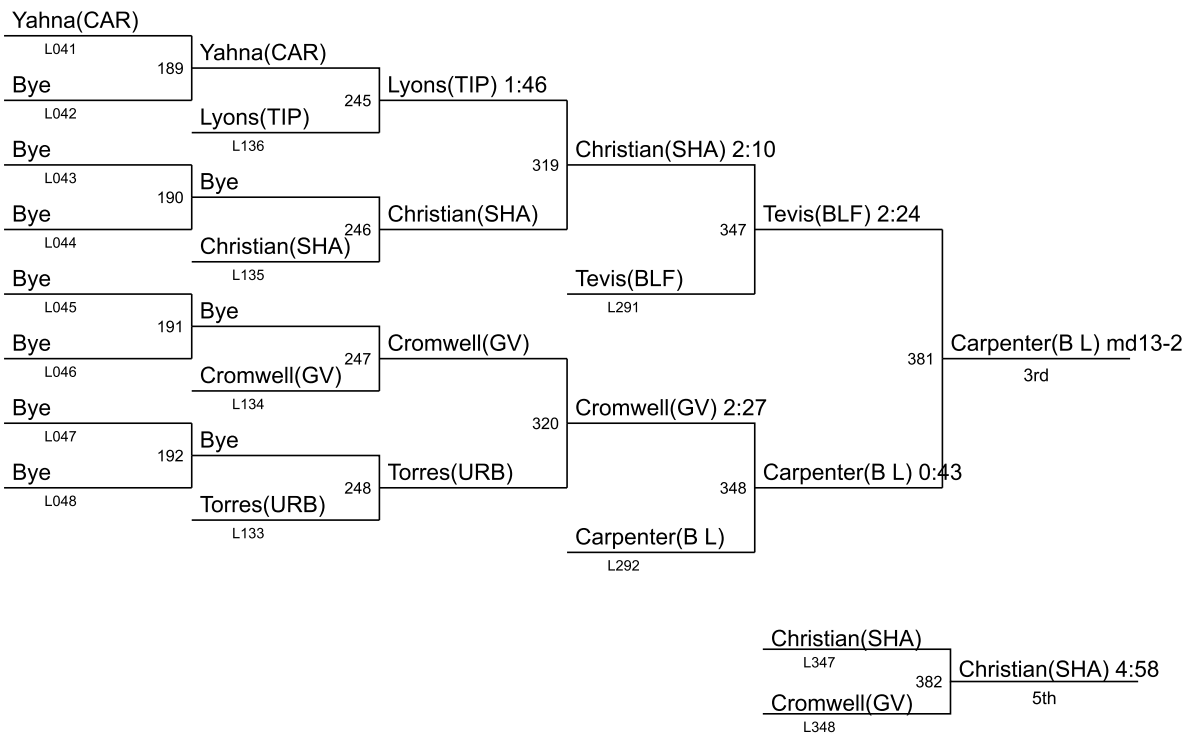 Yahna(CAR)
L041
189
Bye
L042
Yahna(CAR)
245
Lyons(TIP)
L136
Lyons(TIP) 1:46
Bye
L043
190
Bye
L044
Bye
246
Christian(SHA)
L135
Christian(SHA)
319
Christian(SHA) 2:10
347
Tevis(BLF)
L291
Tevis(BLF) 2:24
Bye
L045
191
Bye
L046
Bye
247
Cromwell(GV)
L134
Cromwell(GV)
Bye
L047
192
Bye
L048
Bye
248
Torres(URB)
L133
Torres(URB)
320
Cromwell(GV) 2:27
348
Carpenter(B L)
L292
Carpenter(B L) 0:43
381
Carpenter(B L) md13-2
3rd
Christian(SHA)
L347
382
Cromwell(GV)
L348
Christian(SHA) 4:58
5th